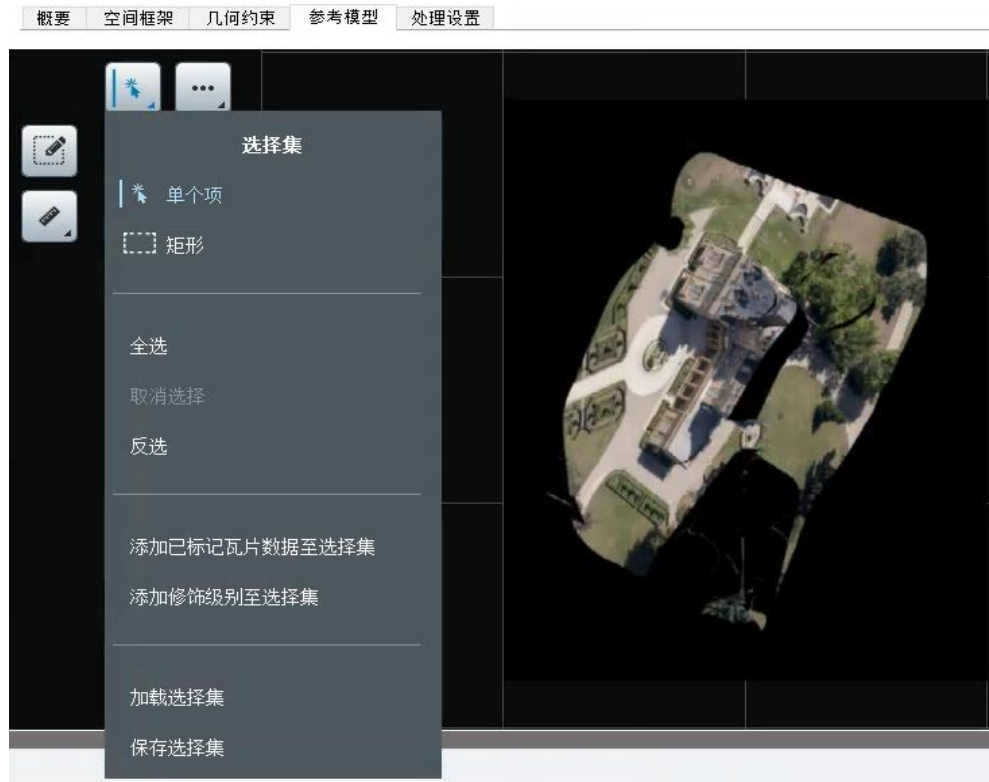 概要 空间框架 几何约束 参考模型 处理设置
选择集
单个项
矩形
全选
取消选择
反选
添加已标记瓦片数据至选择集
添加修饰级别至选择集
加载选择集
保存选择集